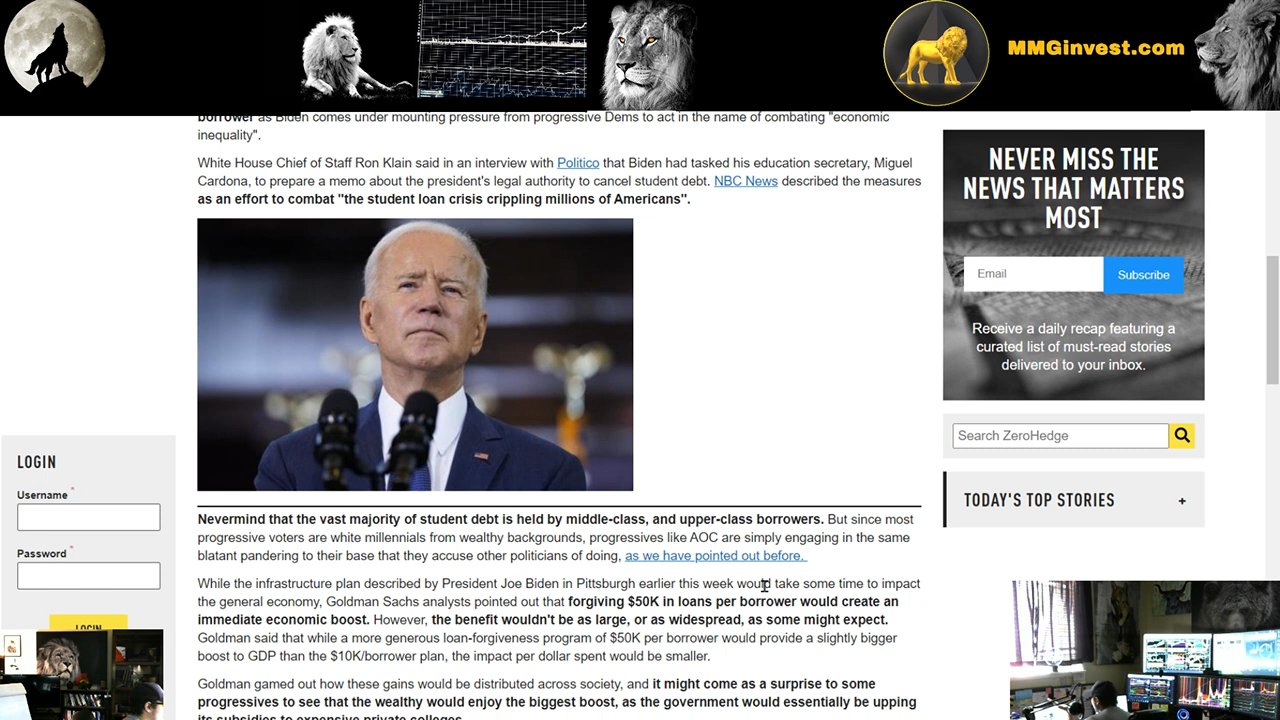 MMGinvest.com
borrower as Biden comes under mounting pressure from progressive Dems to act in the name of combating "economic
inequality".
White House Chief of Staff Ron Klain said in an interview with Politico that Biden had tasked his education secretary, Miguel
Cardona, to prepare a memo about the president's legal authority to cancel student debt. NBC News described the measures
as an effort to combat "the student loan crisis crippling millions of Americans".
Nevermind that the vast majority of student debt is held by middle-class, and upper-class borrowers. But since most
progressive voters are white millennials from wealthy backgrounds, progressives like AOC are simply engaging in the same
blatant pandering to their base that they accuse other politicians of doing, as we have pointed out before.
While the infrastructure plan described by President Joe Biden in Pittsburgh earlier this week would take some time to impact
the general economy, Goldman Sachs analysts pointed out that forgiving $50K in loans per borrower would create an
immediate economic boost. However, the benefit wouldn't be as large, or as widespread, as some might expect.
Goldman said that while a more generous loan-forgiveness program of $50K per borrower would provide a slightly bigger
boost to GDP than the $10K/borrower plan, the impact per dollar spent would be smaller.
Goldman gamed out how these gains would be distributed across society, and it might come as a surprise to some
progressives to see that the wealthy would enjoy the biggest boost, as the government would essentially be upping
its subsidies to expensive private colleges.
NEVER MISS THE
NEWS THAT MATTERS
MOST
Email
Subscribe
Receive a daily recap featuring a
curated list of must-read stories
delivered to your inbox.
Search ZeroHedge
TODAY'S TOP STORIES +
LOGIN
Username *
Password *
LOGIN